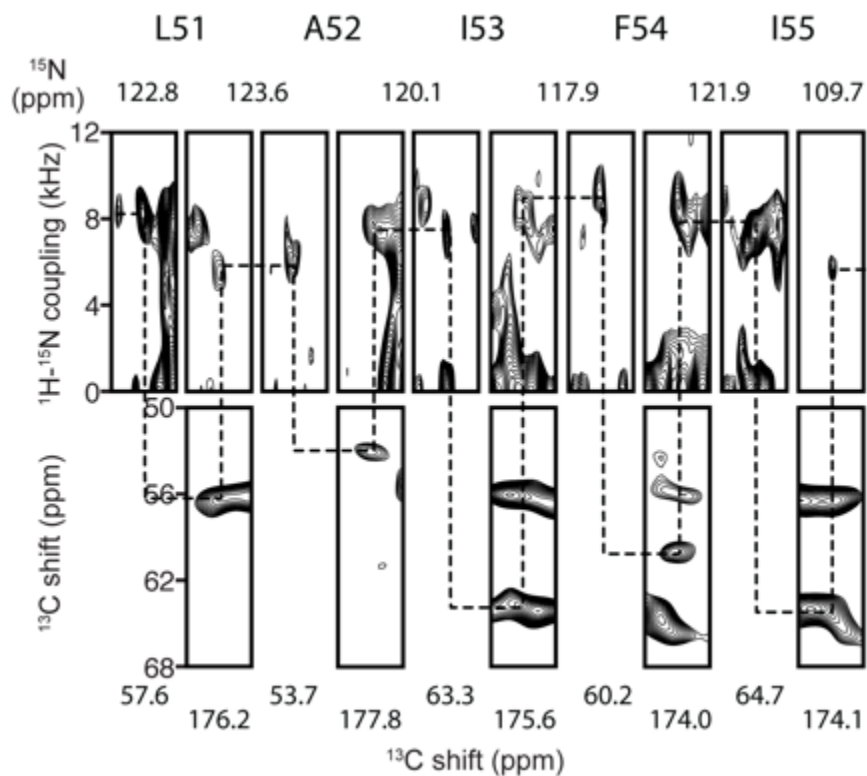 L51 A52 I53 F54 I55
15N
(ppm) 122.8 123.6 120.1 117.9 121.9 109.7
12
8
4
0
1H-15N coupling (kHz)
50
56
62
68
13C shift (ppm)
57.6 53.7 63.3 60.2 64.7
176.2 177.8 175.6 174.0 174.1
13C shift (ppm)